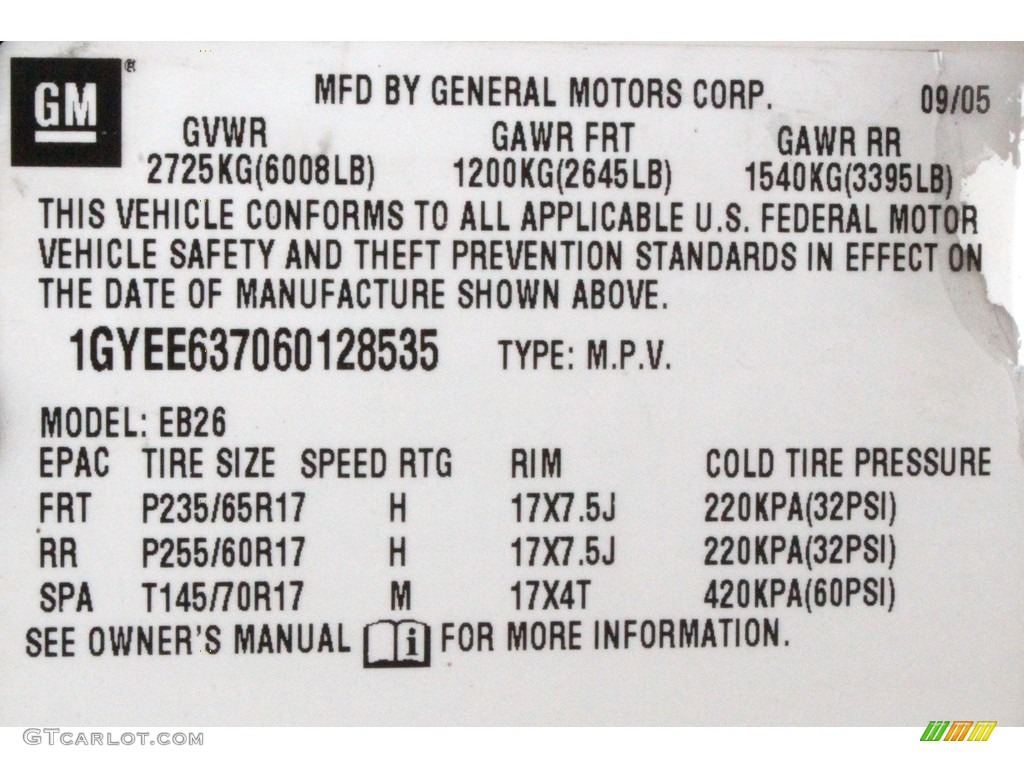 GM®
MFD BY GENERAL MOTORS CORP. 09/05
GVWR GAWR FRT GAWR RR
2725KG(6008LB) 1200KG(2645LB) 1540KG(3395LB)
THIS VEHICLE CONFORMS TO ALL APPLICABLE U.S. FEDERAL MOTOR
VEHICLE SAFETY AND THEFT PREVENTION STANDARDS IN EFFECT ON
THE DATE OF MANUFACTURE SHOWN ABOVE.
1GYEE637060128535 TYPE: M.P.V.
MODEL: EB26
EPAC TIRE SIZE SPEED RTG RIM COLD TIRE PRESSURE
FRT P235/65R17 H 17X7.5J 220KPA(32PSI)
RR P255/60R17 H 17X7.5J 220KPA(32PSI)
SPA T145/70R17 M 17X4T 420KPA(60PSI)
SEE OWNER'S MANUAL i FOR MORE INFORMATION.
GTCARLOT.COM